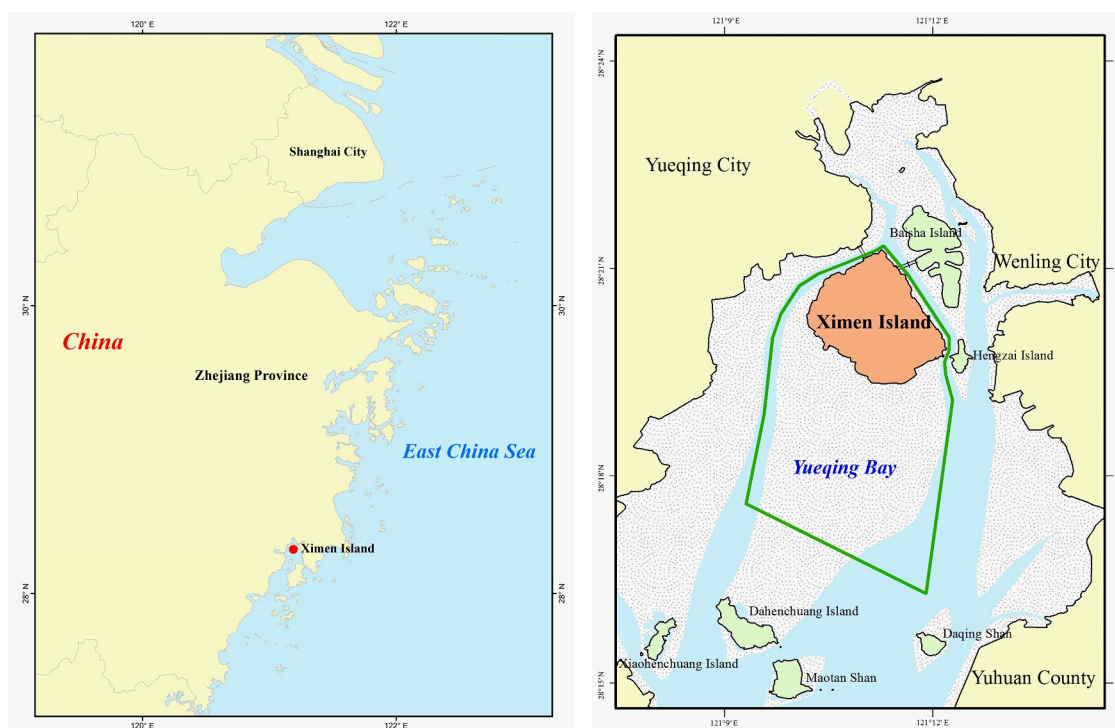 120° E
122° E
Shanghai City
30° N
30° N
China
Zhejiang Province
East China Sea
Ximen Island
28° N
28° N
120° E
122° E
121°9' E
121°12' E
28°24'N
Yueqing City
Baisha Island
28°21'N
Wenling City
Ximen Island
Hengzai Island
28°18'N
Yueqing Bay
Dahenchuang Island
Daqing Shan
Xiaohenchuang Island
Maotan Shan
Yuhuan County
28°15'N
121°9' E
121°12' E